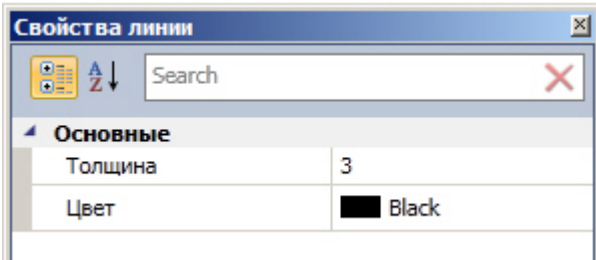 Свойства линии
A Z Search
Основные
Толщина 3
Цвет Black